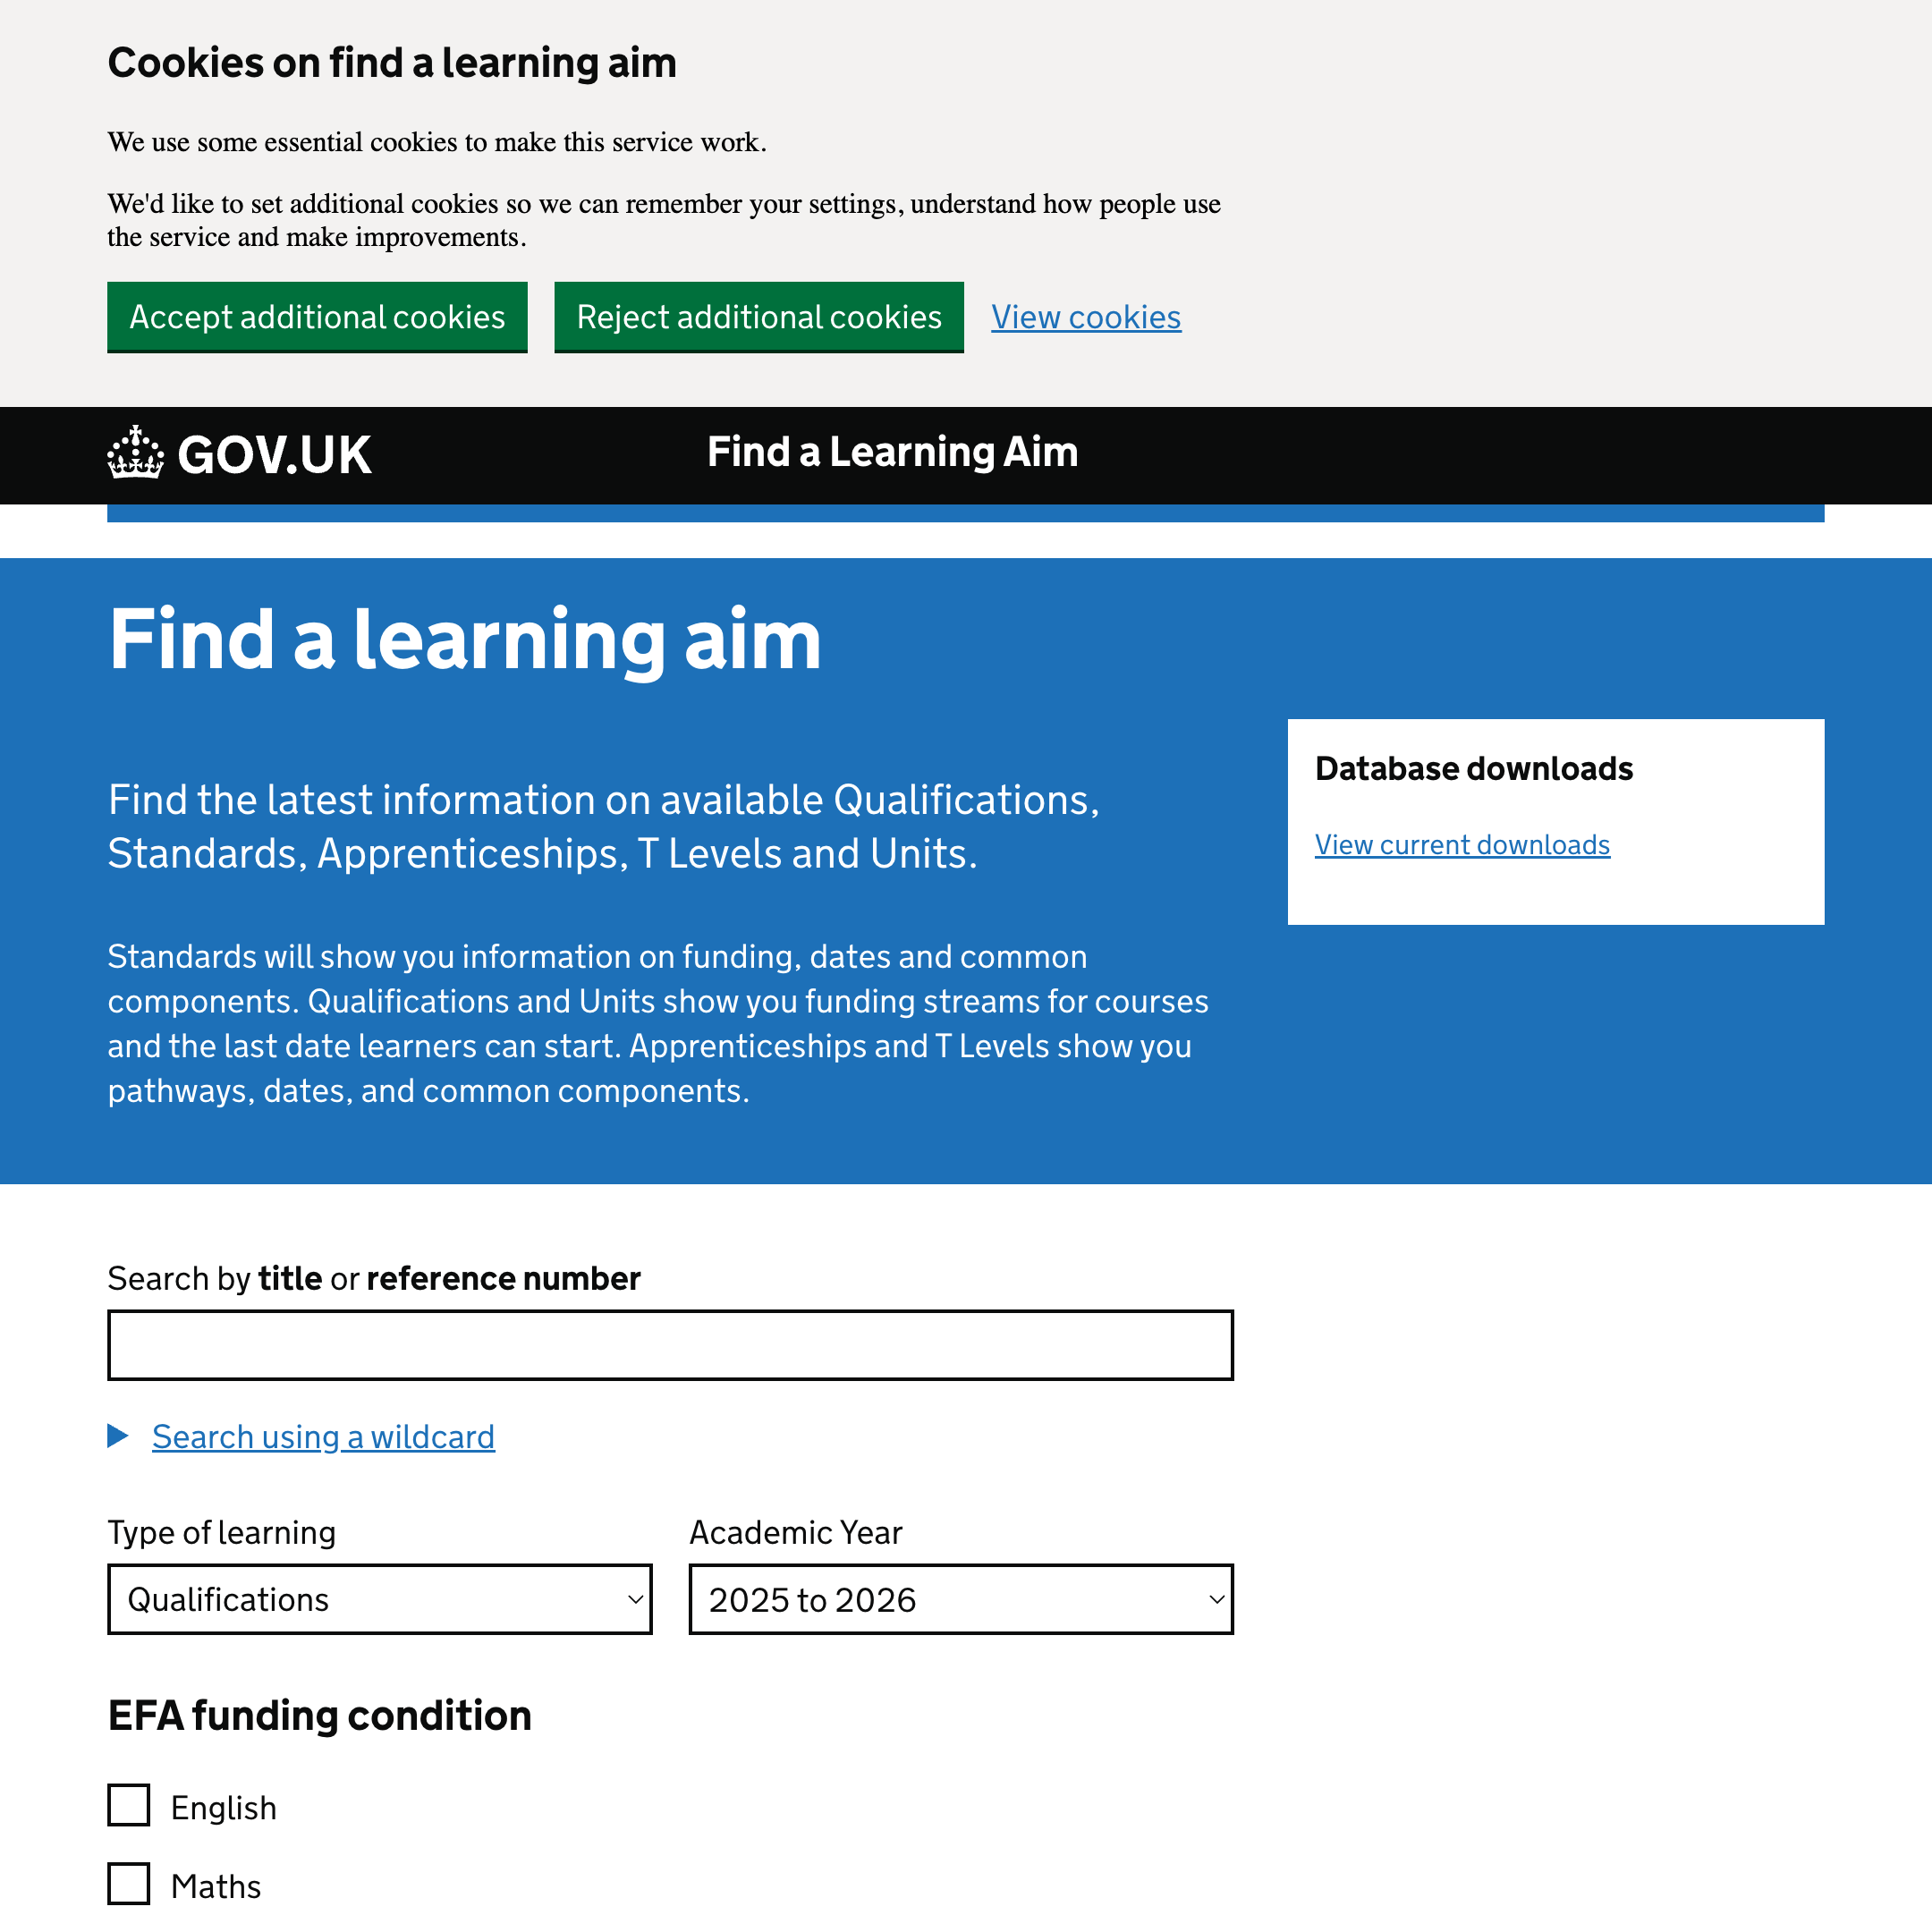 Cookies on find a learning aim
We use some essential cookies to make this service work.
We'd like to set additional cookies so we can remember your settings, understand how people use
the service and make improvements.
Accept additional cookies
Reject additional cookies
View cookies
GOV.UK
Find a Learning Aim
Find a learning aim
Find the latest information on available Qualifications,
Standards, Apprenticeships, T Levels and Units.
Standards will show you information on funding, dates and common
components. Qualifications and Units show you funding streams for courses
and the last date learners can start. Apprenticeships and T Levels show you
pathways, dates, and common components.
Database downloads
View current downloads
Search by title or reference number
Search using a wildcard
Type of learning
Qualifications
Academic Year
2025 to 2026
EFA funding condition
English
Maths